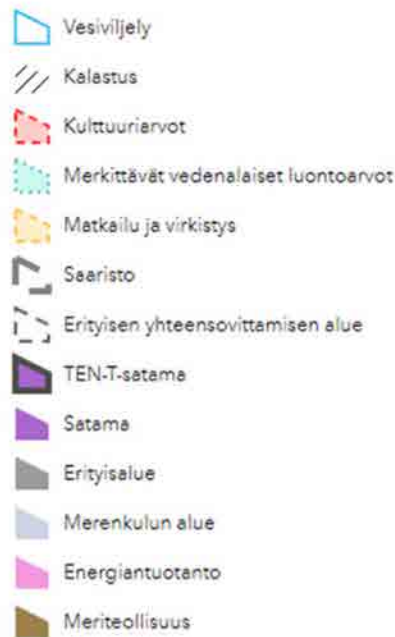 Vesiviljely
Kalastus
Kulttuuriarvot
Merkittävät vedenalaiset luontoarvot
Matkailu ja virkistys
Saaristo
Erityisen yhteensovittamisen alue
TEN-T-satama
Satama
Erityisalue
Merenkulun alue
Energiantuotanto
Meriteollisuus